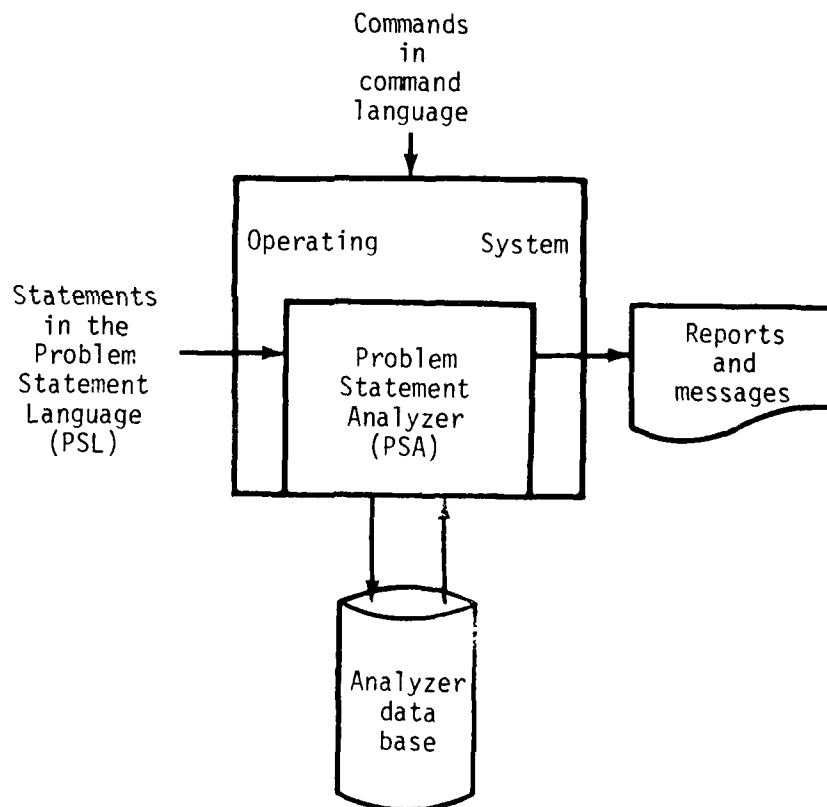 Commands
in
command
language
Operating System
Statements
in the
Problem
Statement
Language
(PSL)
Problem
Statement
Analyzer
(PSA)
Reports
and
messages
Analyzer
data
base